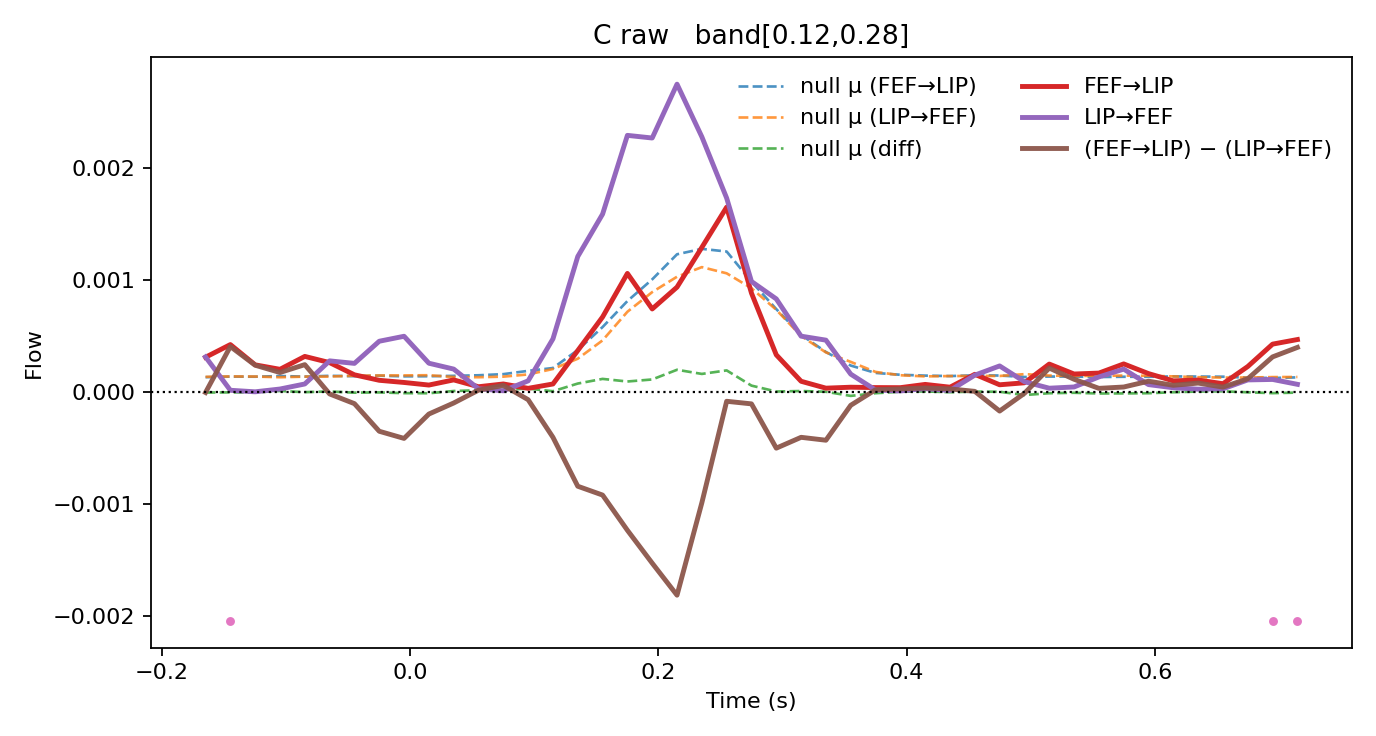 C raw   band[0.12,0.28]
null μ (FEF→LIP)
null μ (LIP→FEF)
null μ (diff)
FEF→LIP
LIP→FEF
(FEF→LIP) − (LIP→FEF)
Flow
0.002
0.001
0.000
−0.001
−0.002
−0.2
0.0
0.2
0.4
0.6
Time (s)